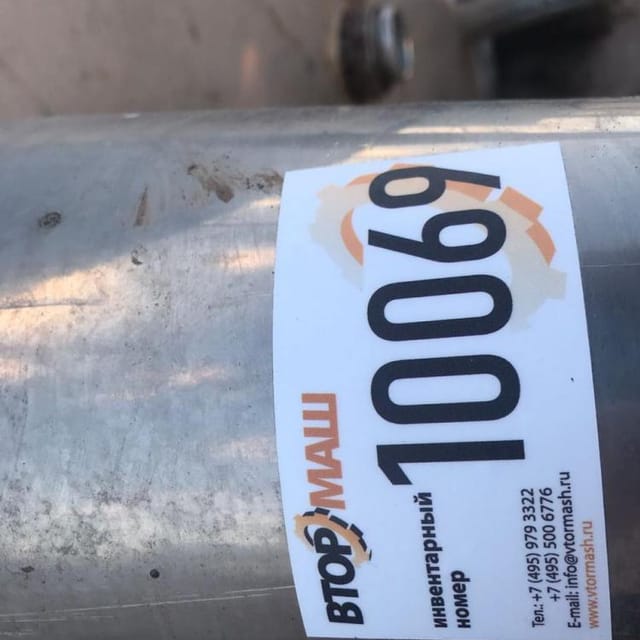 ВТОРМАШ
инвентарный
номер
10069
Тел.: +7 (495) 979 3322
+7 (495) 500 6776
E-mail: info@vtormash.ru
www.vtormash.ru